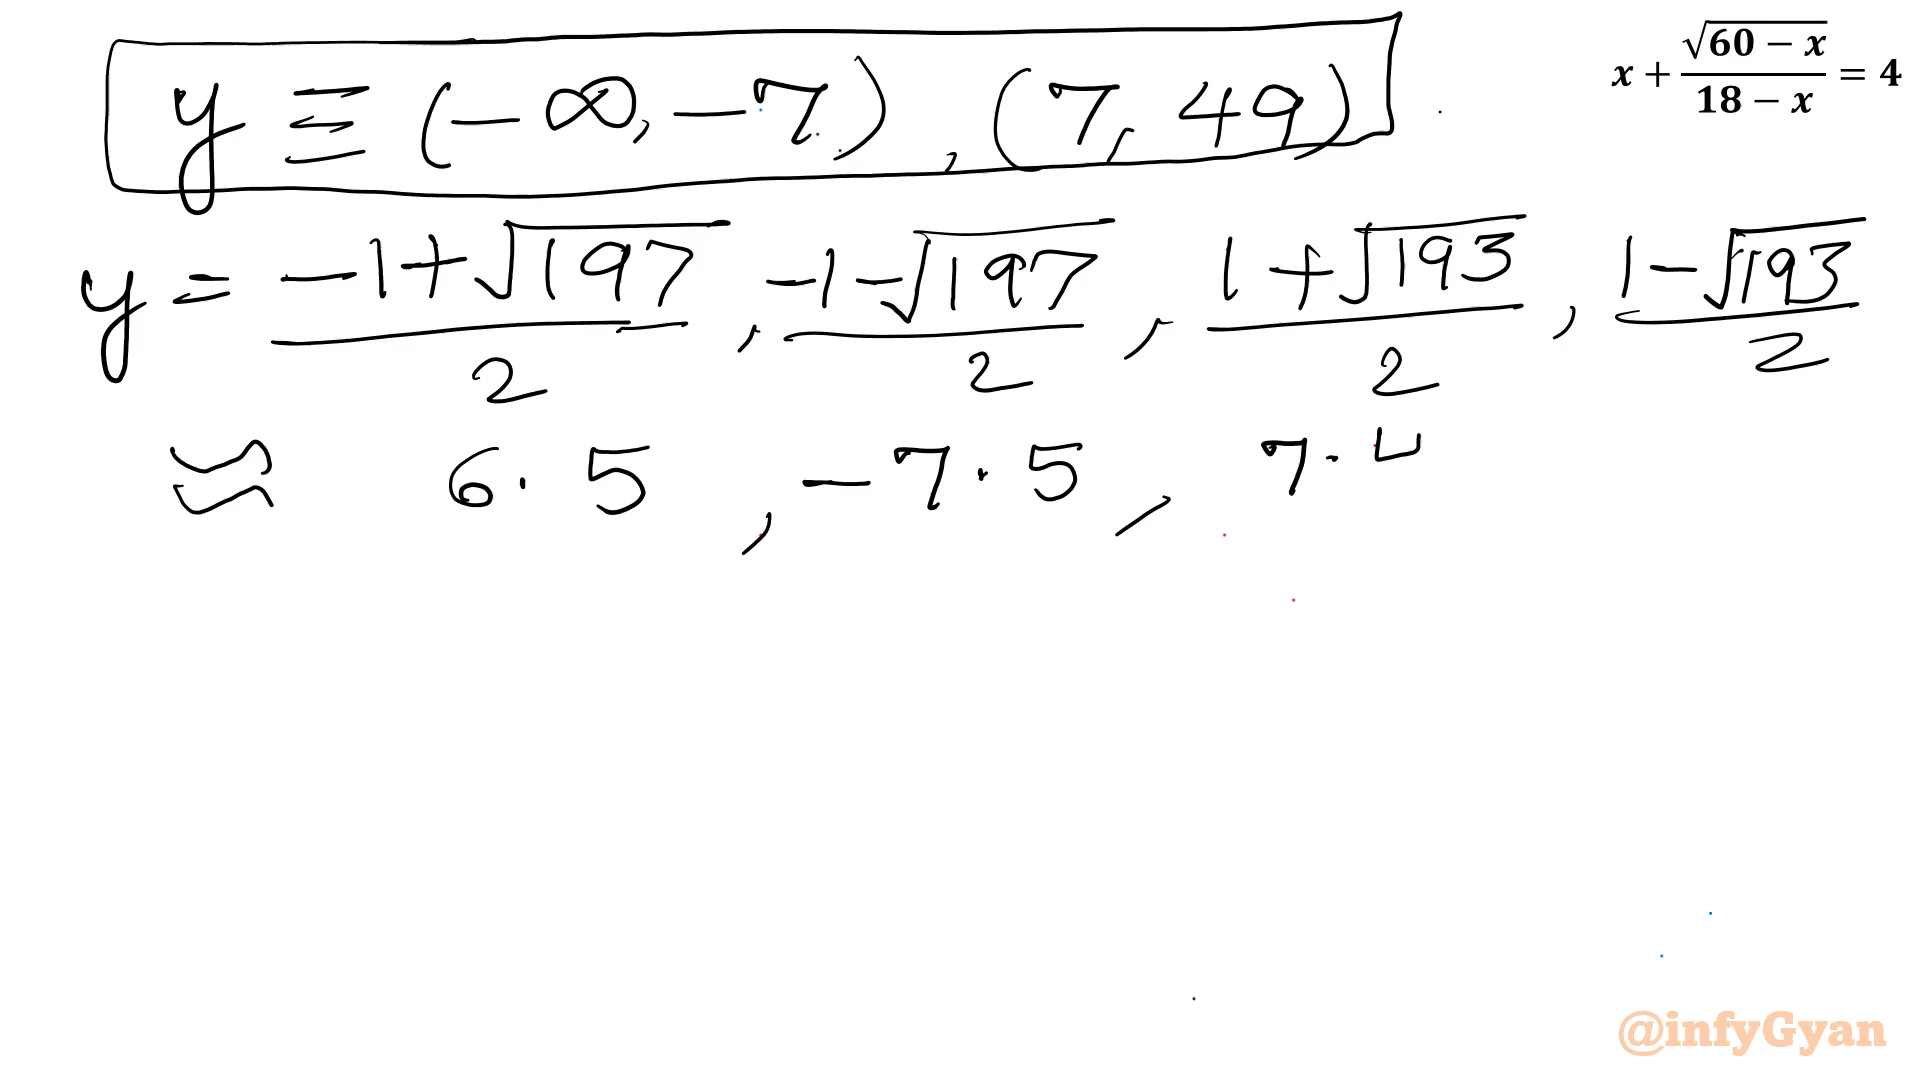 y ≡ (-∞, -7), (7, 49)
x + √(60 − x)/(18 − x) = 4
y = (-1+√197)/2, (-1-√197)/2, (1+√193)/2, (1-√193)/2
≈ 6.5, -7.5, 7.4
@infyGyan